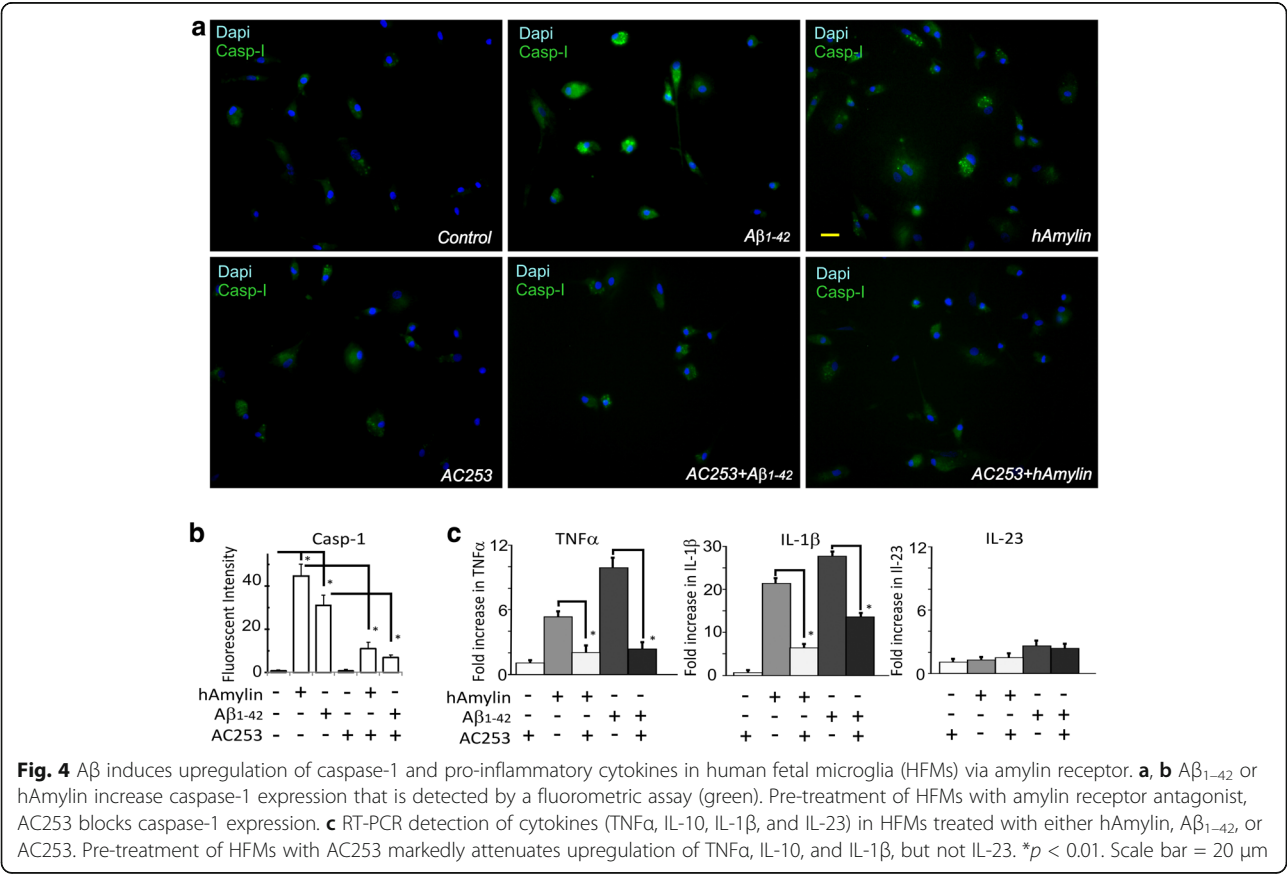 a
Dapi
Casp-I
Control
Dapi
Casp-I
Aβ1-42
Dapi
Casp-I
hAmylin
Dapi
Casp-I
AC253
Dapi
Casp-I
AC253+Aβ1-42
Dapi
Casp-I
AC253+hAmylin
b
Casp-1
Fluorescent Intensity
40
20
0
* * * *
hAmylin - + - - + -
Aβ1-42 - - + - - +
AC253 - - - + + +
c
TNFα
Fold increase in TNFα
12
6
0
* *
hAmylin - + + - -
Aβ1-42 - - - + +
AC253 + - + - +
IL-1β
Fold increase in IL-1β
30
20
10
0
* *
- + + - -
- - - + +
+ - + - +
IL-23
Fold increase in Il-23
12
6
0
- + + - -
- - - + +
+ - + - +
Fig. 4 Aβ induces upregulation of caspase-1 and pro-inflammatory cytokines in human fetal microglia (HFMs) via amylin receptor. a, b Aβ1–42 or
hAmylin increase caspase-1 expression that is detected by a fluorometric assay (green). Pre-treatment of HFMs with amylin receptor antagonist,
AC253 blocks caspase-1 expression. c RT-PCR detection of cytokines (TNFα, IL-10, IL-1β, and IL-23) in HFMs treated with either hAmylin, Aβ1–42, or
AC253. Pre-treatment of HFMs with AC253 markedly attenuates upregulation of TNFα, IL-10, and IL-1β, but not IL-23. *p < 0.01. Scale bar = 20 μm